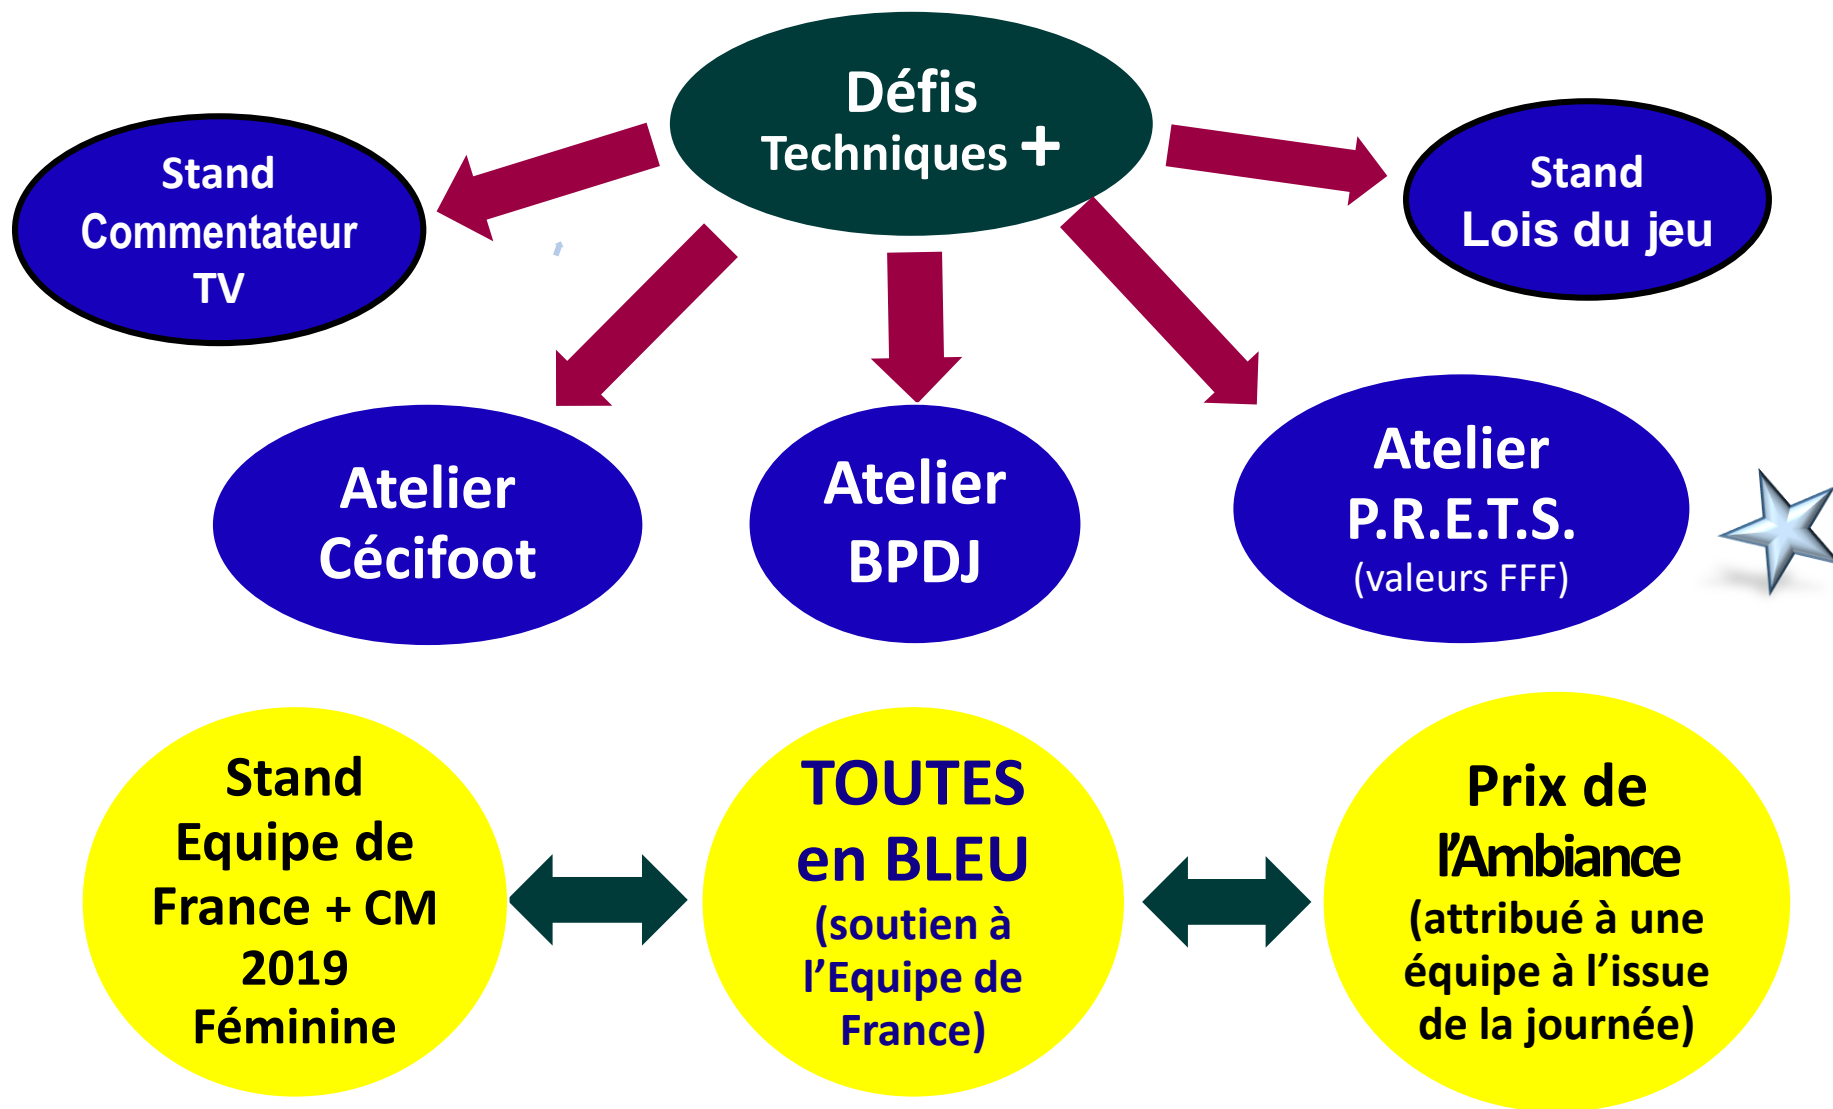 Défis
Techniques +
Stand
Commentateur
TV
Stand
Lois du jeu
Atelier
Cécifoot
Atelier
BPDJ
Atelier
P.R.E.T.S.
(valeurs FFF)
Stand
Equipe de
France + CM
2019
Féminine
TOUTES
en BLEU
(soutien à
l’Equipe de
France)
Prix de
l’Ambiance
(attribué à une
équipe à l’issue
de la journée)